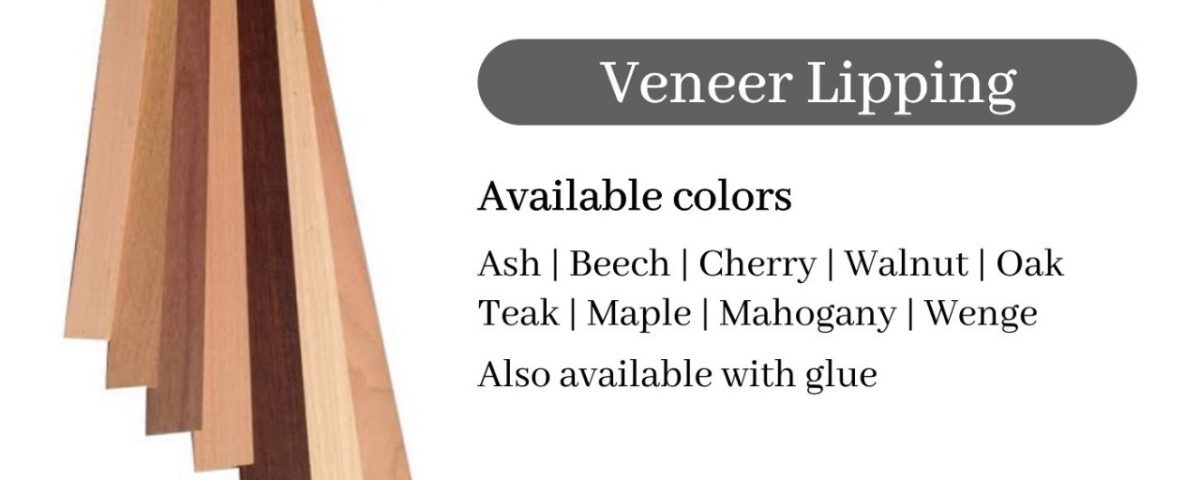 Veneer Lipping
Available colors
Ash | Beech | Cherry | Walnut | Oak
Teak | Maple | Mahogany | Wenge
Also available with glue